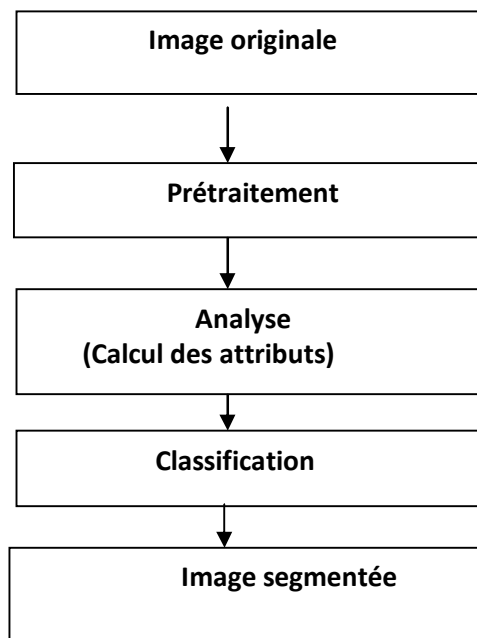 Image originale
Prétraitement
Analyse
(Calcul des attributs)
Classification
Image segmentée